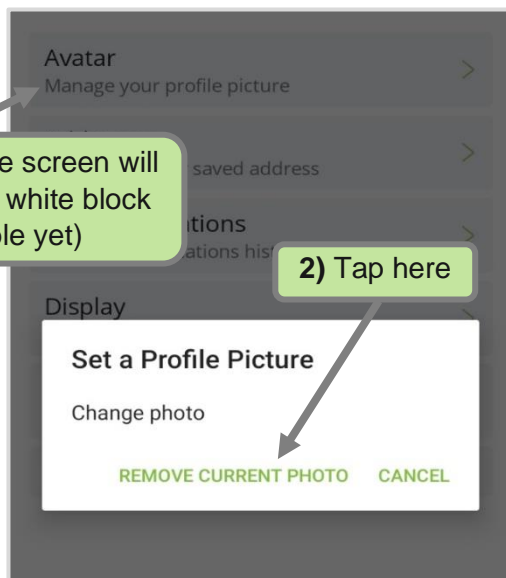 Avatar
Manage your profile picture
e screen will
white block
le yet)
saved address
tions
ations his
2) Tap here
Display
Set a Profile Picture
Change photo
REMOVE CURRENT PHOTO CANCEL